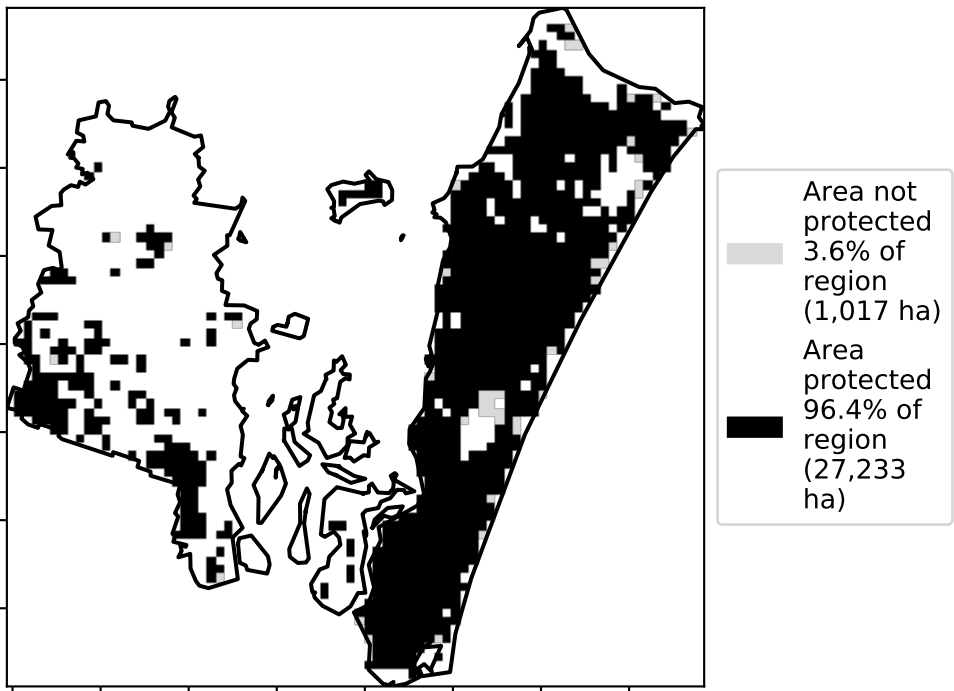 Area not
protected
3.6% of
region
(1,017 ha)
Area
protected
96.4% of
region
(27,233
ha)